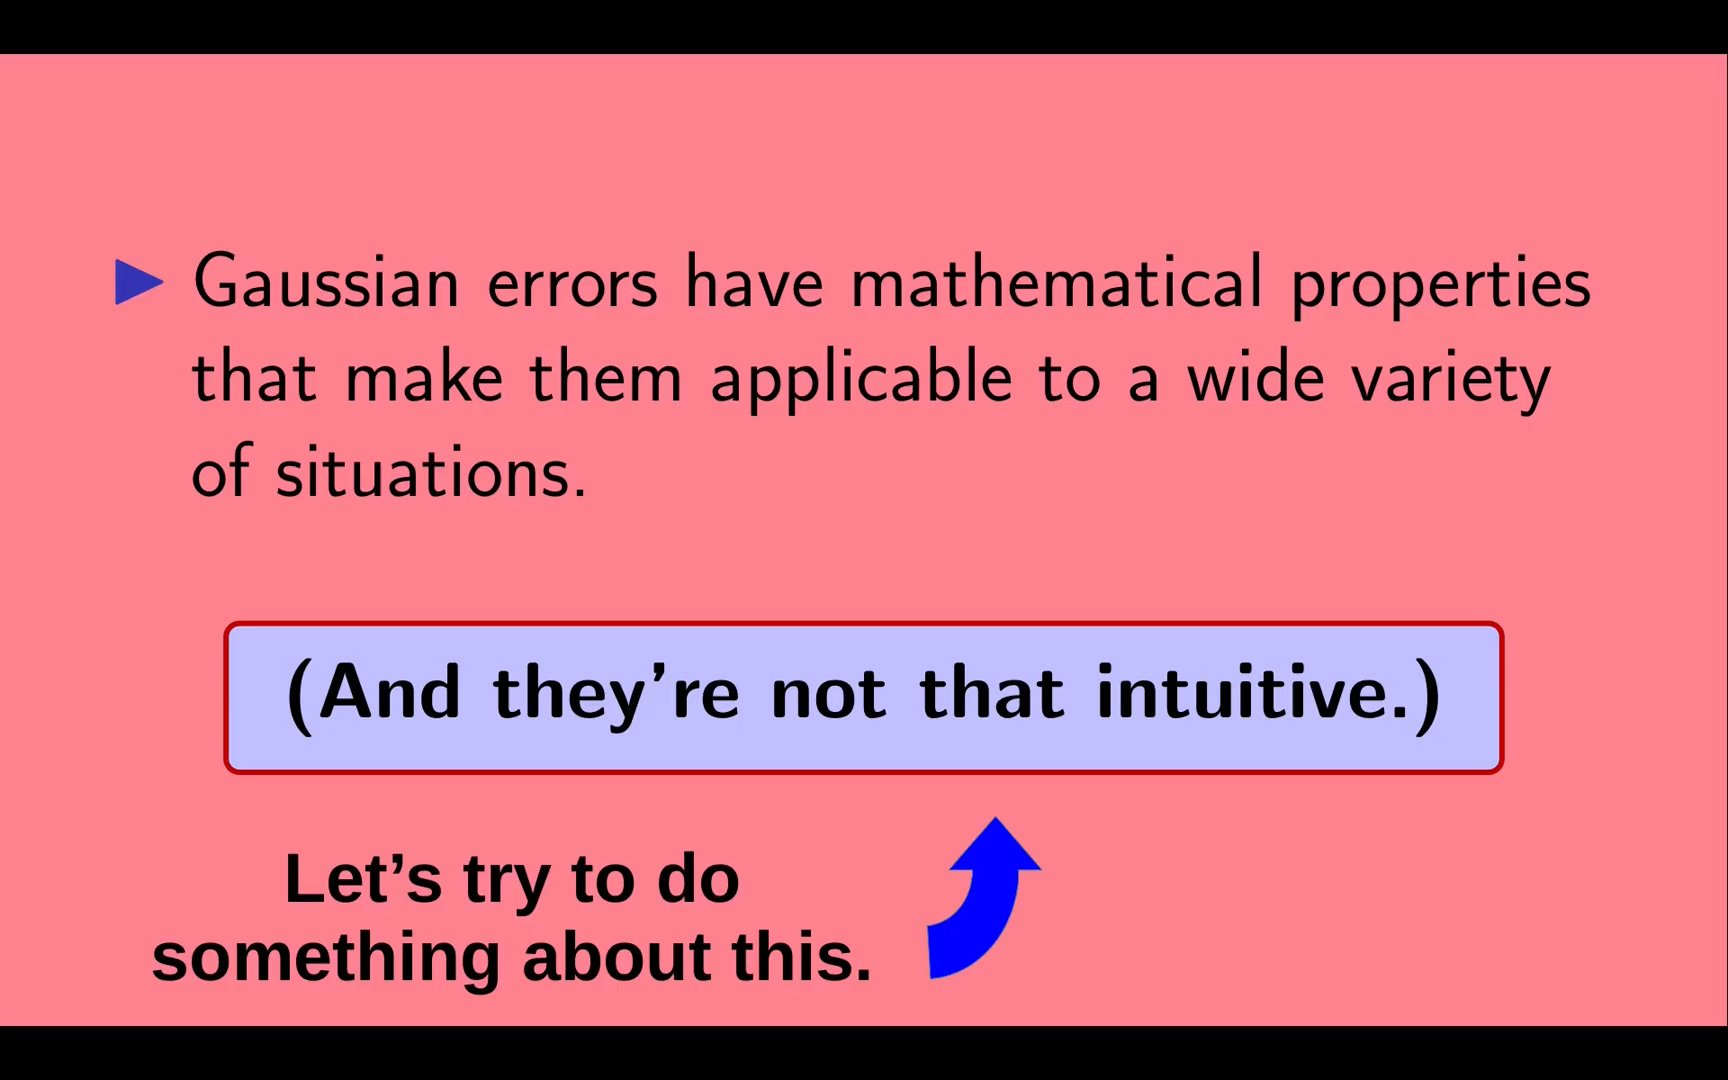 Gaussian errors have mathematical properties
that make them applicable to a wide variety
of situations.
(And they’re not that intuitive.)
Let’s try to do
something about this.